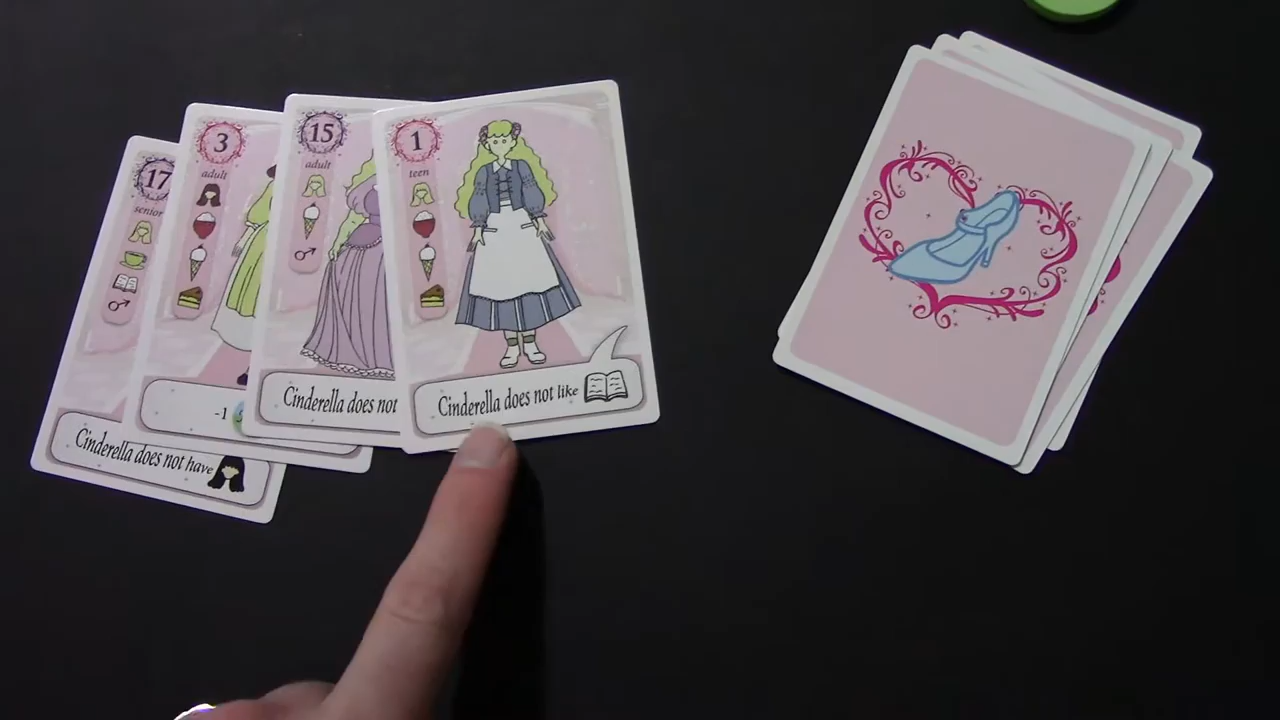 17
senior
Cinderella does not have
3
adult
-1
15
adult
Cinderella does not
1
teen
Cinderella does not like